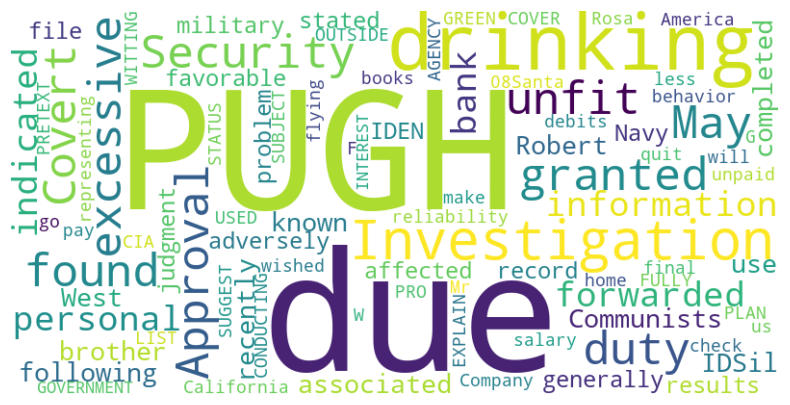 GREEN COVER Rosa America
military stated OUTSIDE drinking
file WITTING Security AGENCY
favorable books O8Santa less
indicated PRETEXT Covert excessive PUGH problem SUBJECT flying bank unfit behavior completed
STATUS IDEN debits May
representing F INTEREST Robert Navy quit G will
granted unpaid
go Approval judgment USED known make reliability information
pay CIA adversely Investigation use
found SUGGEST recently CONDUCTING wished due affected record home final FULLY
West PRO Mr forwarded
personal W EXPLAIN salary Communists PLAN us
LIST brother duty check IDSil
following Company generally results
GOVERNMENT California associated